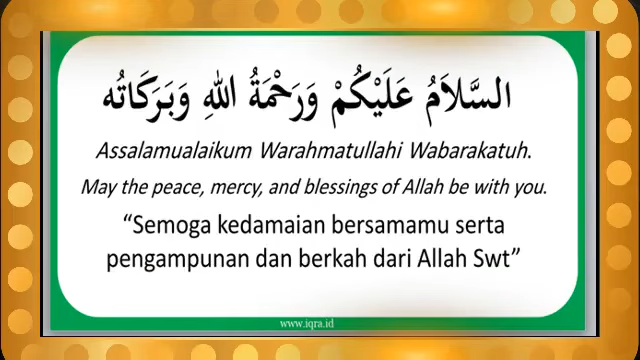 السَّلاَمُ عَلَيْكُمْ وَرَحْمَةُ اللهِ وَبَرَكَاتُه
Assalamualaikum Warahmatullahi Wabarakatuh.
May the peace, mercy, and blessings of Allah be with you.
“Semoga kedamaian bersamamu serta
pengampunan dan berkah dari Allah Swt”
www.iqra.id